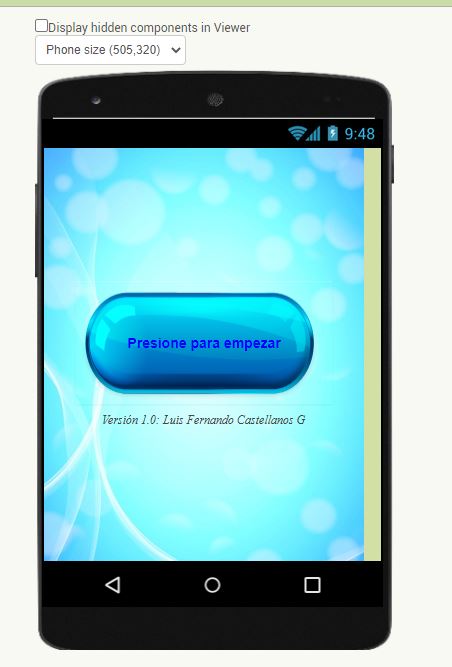 Display hidden components in Viewer
Phone size (505,320)
9:48
Presione para empezar
Versión 1.0: Luis Fernando Castellanos G